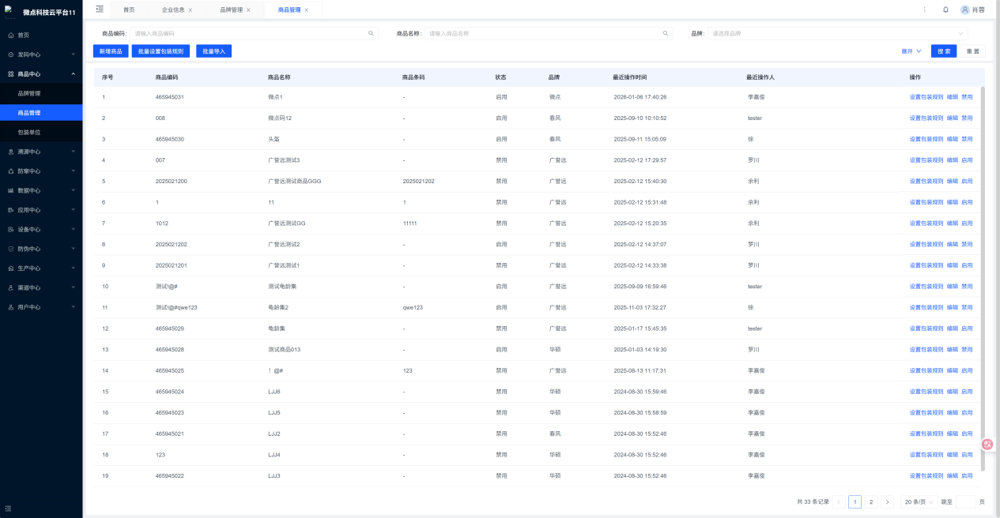 微点科技云平台11
首页
发码中心
商品中心
品牌管理
商品管理
包装单位
溯源中心
防窜中心
数据中心
应用中心
设备中心
防伪中心
生产中心
渠道中心
用户中心
首页 企业信息 × 品牌管理 × 商品管理 ×
肖蓉
商品编码: 请输入商品编码 商品名称: 请输入商品名称 品牌: 请选择品牌
新增商品 批量设置包装规则 批量导入 展开 搜 索 重 置
序号 商品编码 商品名称 商品条码 状态 品牌 最近操作时间 最近操作人 操作
1 465945031 微点1 - 启用 微点 2026-01-06 17:40:26 李嘉俊 设置包装规则 编辑 禁用
2 008 微点码12 - 启用 春风 2025-09-10 10:10:52 tester 设置包装规则 编辑 禁用
3 465945030 头盔 - 启用 春风 2025-09-11 15:05:09 徐 设置包装规则 编辑 禁用
4 007 广誉远测试3 - 禁用 广誉远 2025-02-12 17:29:57 罗川 设置包装规则 编辑 启用
5 2025021200 广誉远测试商品GGG 2025021202 禁用 广誉远 2025-02-12 15:40:30 余利 设置包装规则 编辑 启用
6 1 11 1 禁用 广誉远 2025-02-12 15:31:48 余利 设置包装规则 编辑 启用
7 1012 广誉远测试GG 11111 禁用 广誉远 2025-02-12 15:20:35 余利 设置包装规则 编辑 启用
8 2025021202 广誉远测试2 - 启用 广誉远 2025-02-12 14:37:07 罗川 设置包装规则 编辑 禁用
9 2025021201 广誉远测试1 - 禁用 广誉远 2025-02-12 14:33:38 罗川 设置包装规则 编辑 启用
10 测试!@# 测试龟龄集 - 启用 广誉远 2025-09-09 16:59:46 tester 设置包装规则 编辑 禁用
11 测试!@#qwe123 龟龄集2 qwe123 启用 广誉远 2025-11-03 17:32:27 徐 设置包装规则 编辑 禁用
12 465945029 龟龄集 - 禁用 广誉远 2025-01-17 15:45:35 tester 设置包装规则 编辑 启用
13 465945028 测试商品013 - 启用 华硕 2025-01-03 14:19:30 罗川 设置包装规则 编辑 禁用
14 465945025 ！@# 123 禁用 广誉远 2025-08-13 11:17:31 李嘉俊 设置包装规则 编辑 启用
15 465945024 LJJ6 - 禁用 华硕 2024-08-30 15:59:46 李嘉俊 设置包装规则 编辑 启用
16 465945023 LJJ5 - 禁用 华硕 2024-08-30 15:58:59 李嘉俊 设置包装规则 编辑 启用
17 465945021 LJJ2 - 禁用 春风 2024-08-30 15:52:46 李嘉俊 设置包装规则 编辑 启用
18 123 LJJ4 - 禁用 华硕 2024-08-30 15:52:46 李嘉俊 设置包装规则 编辑 启用
19 465945022 LJJ3 - 禁用 华硕 2024-08-30 15:52:46 李嘉俊 设置包装规则 编辑 启用
共 33 条记录 < 1 2 > 20 条/页 跳至 页